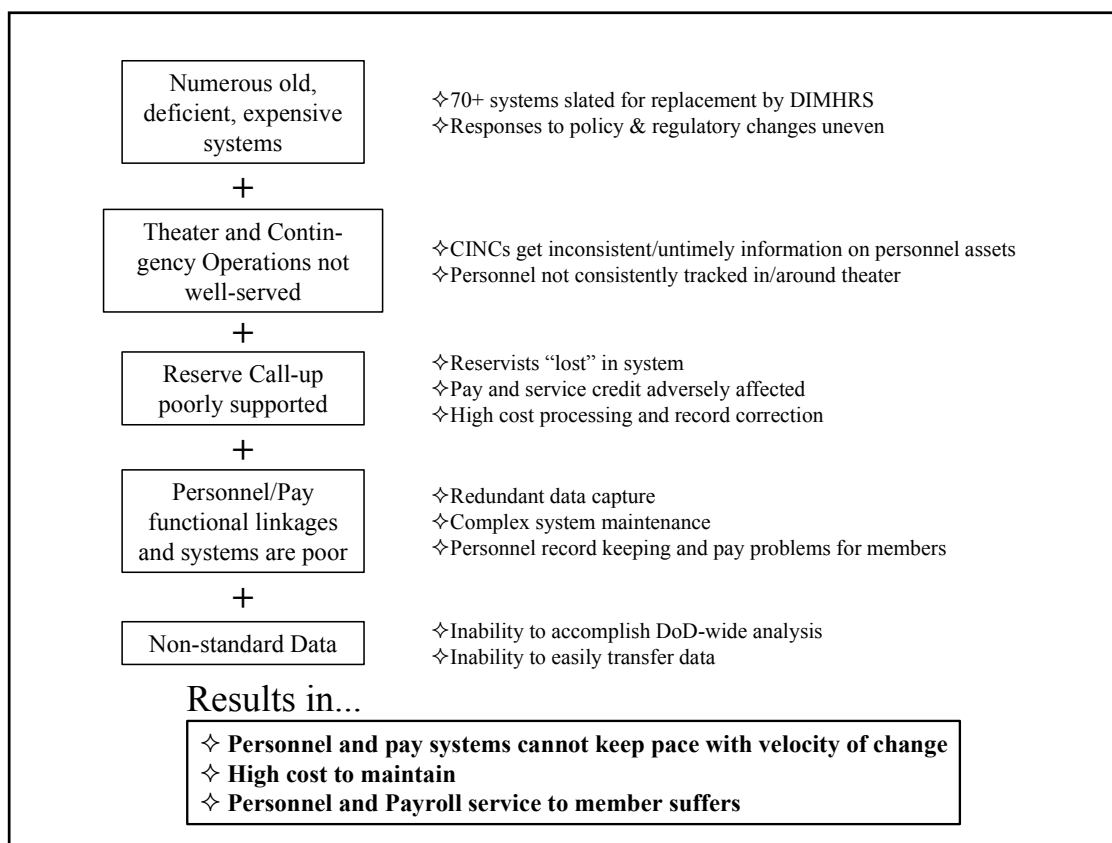 Numerous old,
deficient, expensive
systems
✧70+ systems slated for replacement by DIMHRS
✧Responses to policy & regulatory changes uneven
+
Theater and Contin-
gency Operations not
well-served
✧CINCs get inconsistent/untimely information on personnel assets
✧Personnel not consistently tracked in/around theater
+
Reserve Call-up
poorly supported
✧Reservists “lost” in system
✧Pay and service credit adversely affected
✧High cost processing and record correction
+
Personnel/Pay
functional linkages
and systems are poor
✧Redundant data capture
✧Complex system maintenance
✧Personnel record keeping and pay problems for members
+
Non-standard Data
✧Inability to accomplish DoD-wide analysis
✧Inability to easily transfer data
Results in...
✧ Personnel and pay systems cannot keep pace with velocity of change
✧ High cost to maintain
✧ Personnel and Payroll service to member suffers